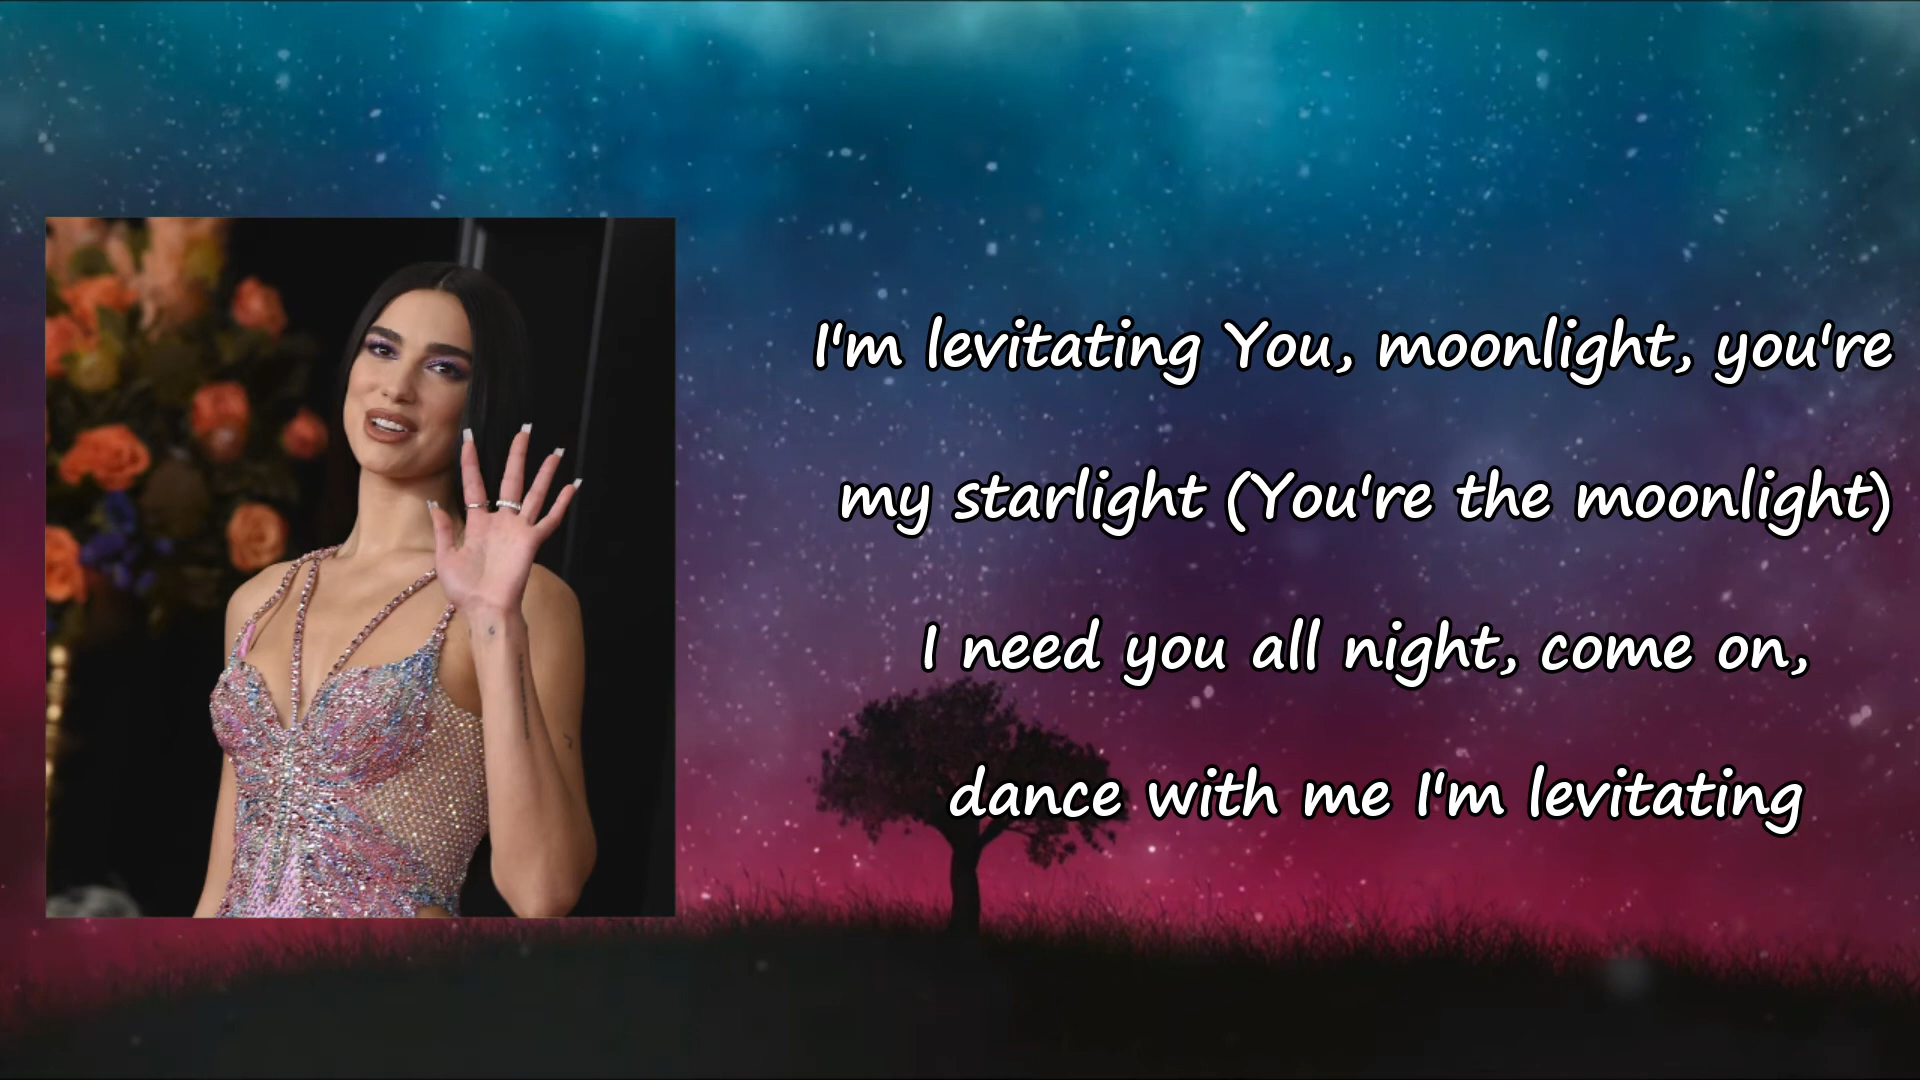 I'm levitating You, moonlight, you're
my starlight (You're the moonlight)
I need you all night, come on,
dance with me I'm levitating